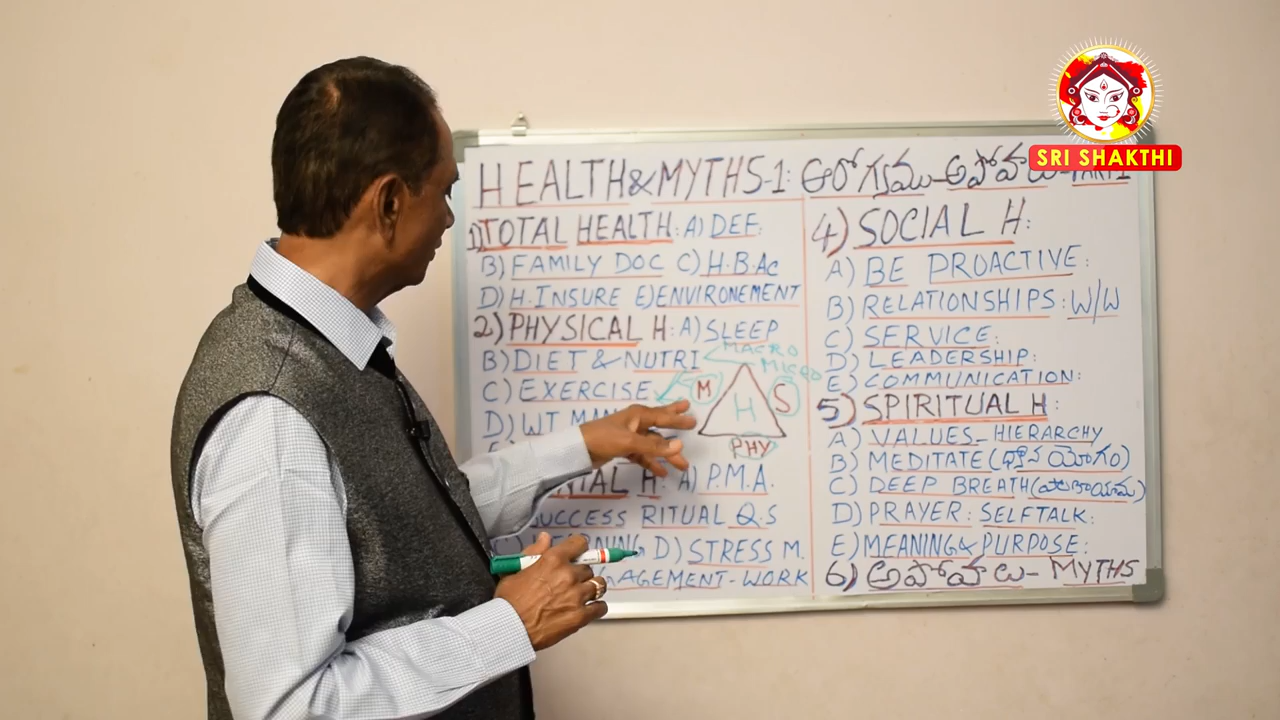 SRI SHAKTHI
HEALTH & MYTHS-1: ఆరోగ్యము - అపోహలు - PART 1
1) TOTAL HEALTH: A) DEF:
B) FAMILY DOC C) H.B.Ac
D) H.INSURE E) ENVIRONEMENT
2) PHYSICAL H: A) SLEEP
B) DIET & NUTRI
MACRO
MICRO
C) EXERCISE
D) WT
M
H
S
PHY
H: A) P.M.A.
SUCCESS RITUAL Q.S
D) STRESS M.
- WORK
4) SOCIAL H:
A) BE PROACTIVE:
B) RELATIONSHIPS: W/W
C) SERVICE:
D) LEADERSHIP:
E) COMMUNICATION:
5) SPIRITUAL H:
A) VALUES - HIERARCHY
B) MEDITATE (ధ్యాన యోగం)
C) DEEP BREATH
D) PRAYER: SELFTALK:
E) MEANING & PURPOSE:
6) అపోహలు - MYTHS